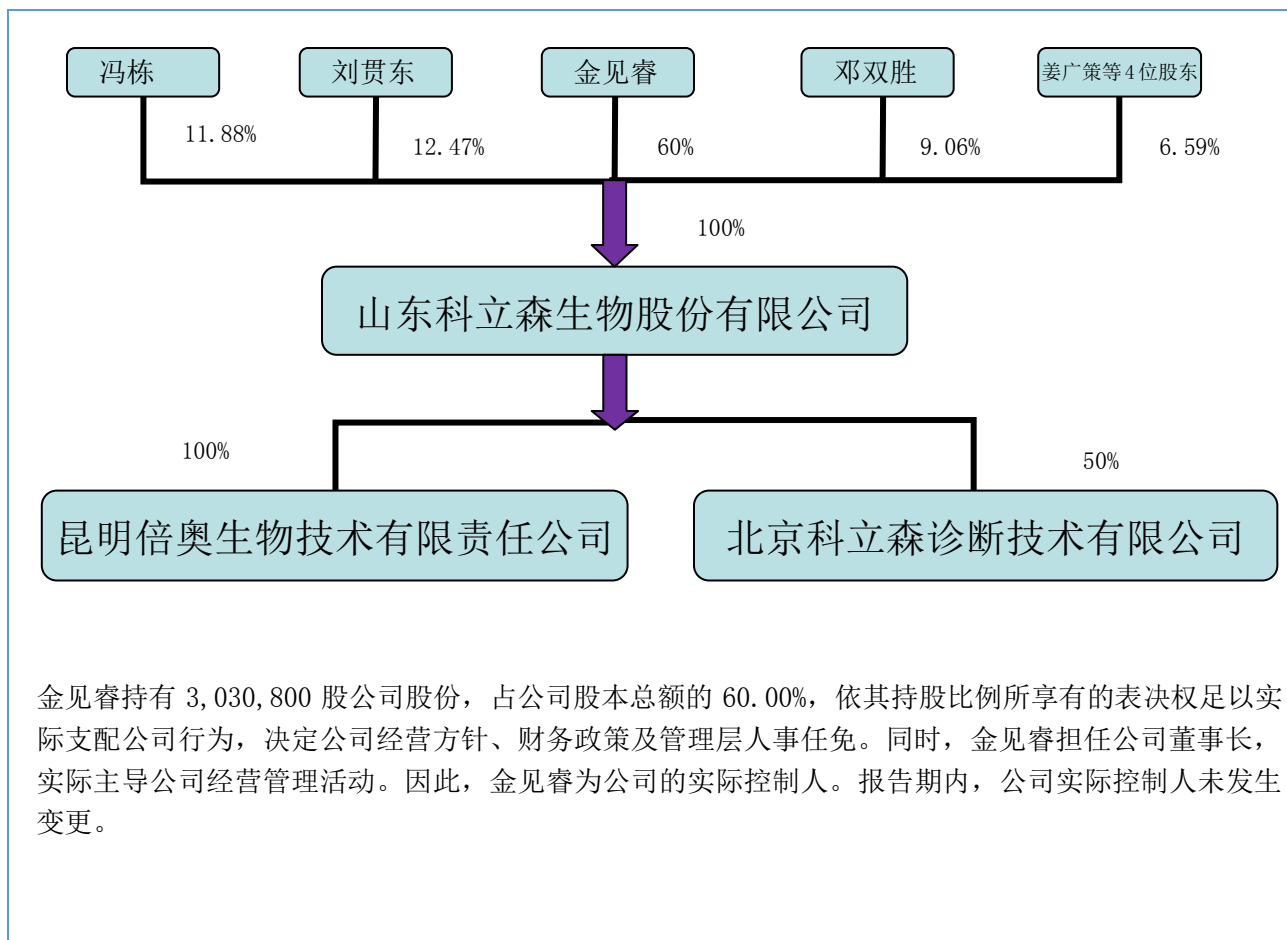 冯栋
刘贯东
金见睿
邓双胜
姜广策等4位股东
11.88%
12.47%
60%
9.06%
6.59%
100%
山东科立森生物股份有限公司
100%
50%
昆明倍奥生物技术有限责任公司
北京科立森诊断技术有限公司
金见睿持有 3,030,800 股公司股份，占公司股本总额的 60.00%，依其持股比例所享有的表决权足以实
际支配公司行为，决定公司经营方针、财务政策及管理层人事任免。同时，金见睿担任公司董事长，
实际主导公司经营管理活动。因此，金见睿为公司的实际控制人。报告期内，公司实际控制人未发生
变更。